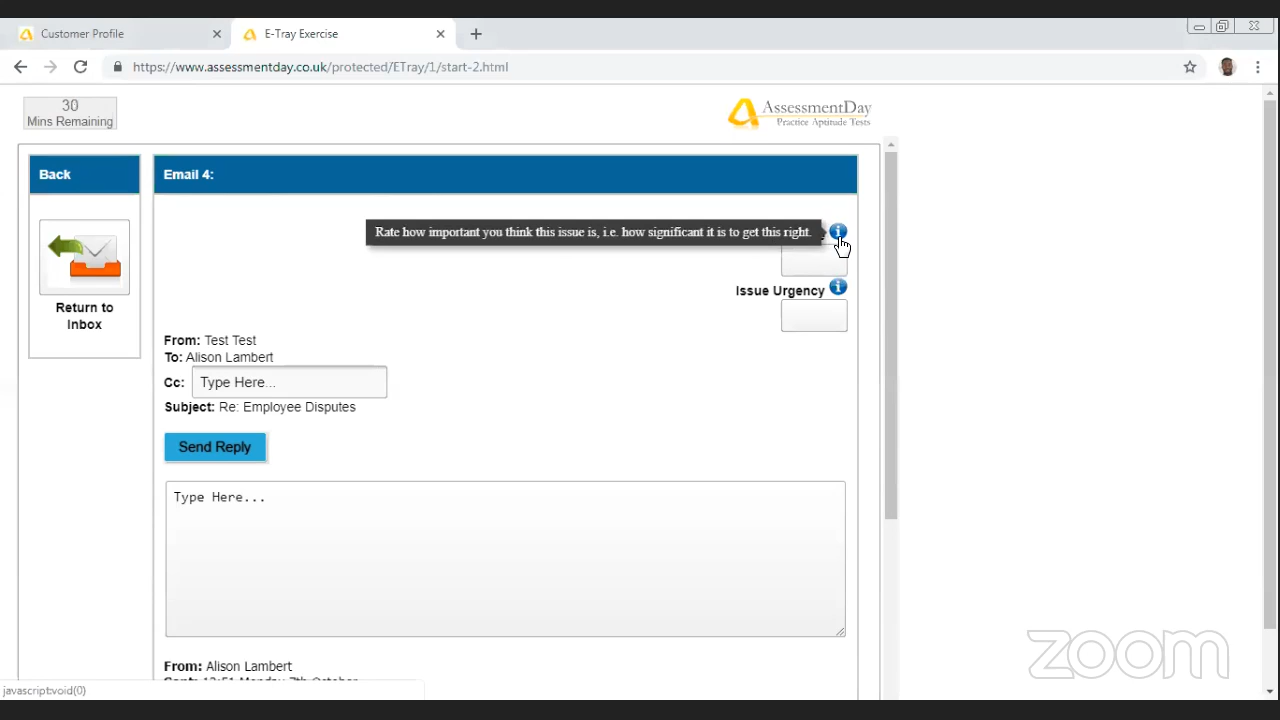 Customer Profile
E-Tray Exercise
https://www.assessmentday.co.uk/protected/ETray/1/start-2.html
30
Mins Remaining
AssessmentDay
Practice Aptitude Tests
Back
Email 4:
Rate how important you think this issue is, i.e. how significant it is to get this right.
Return to
Inbox
Issue Urgency
From: Test Test
To: Alison Lambert
Cc: Type Here...
Subject: Re: Employee Disputes
Send Reply
Type Here...
From: Alison Lambert
javascript:void(0)
zoom